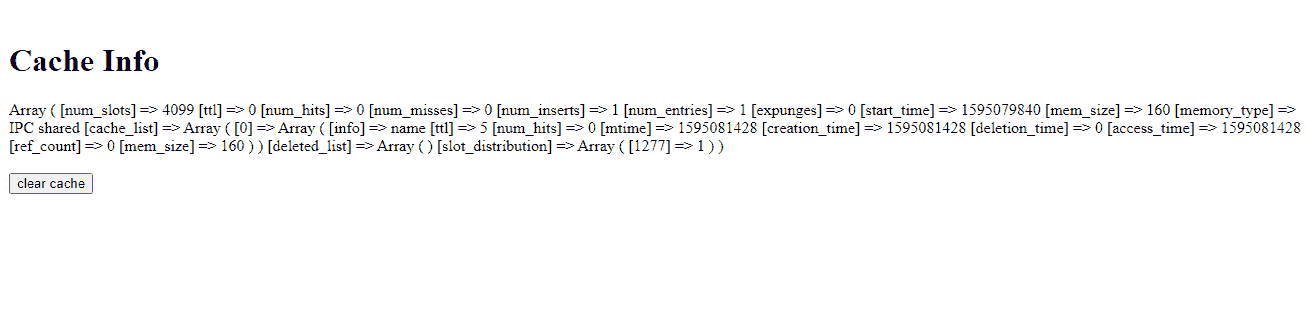 Cache Info
Array ( [num_slots] => 4099 [ttl] => 0 [num_hits] => 0 [num_misses] => 0 [num_inserts] => 1 [num_entries] => 1 [expunges] => 0 [start_time] => 1595079840 [mem_size] => 160 [memory_type] =>
IPC shared [cache_list] => Array ( [0] => Array ( [info] => name [ttl] => 5 [num_hits] => 0 [mtime] => 1595081428 [creation_time] => 1595081428 [deletion_time] => 0 [access_time] => 1595081428
[ref_count] => 0 [mem_size] => 160 ) ) [deleted_list] => Array ( ) [slot_distribution] => Array ( [1277] => 1 ) )
clear cache